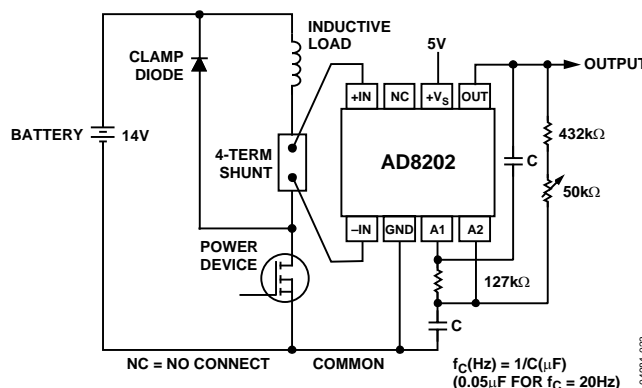 INDUCTIVE
LOAD
CLAMP
DIODE
5V
OUTPUT
+IN
NC
+VS
OUT
BATTERY
14V
4-TERM
SHUNT
AD8202
C
432kΩ
50kΩ
-IN
GND
A1
A2
POWER
DEVICE
127kΩ
C
NC = NO CONNECT
COMMON
fC(Hz) = 1/C(μF)
(0.05μF FOR fC = 20Hz)